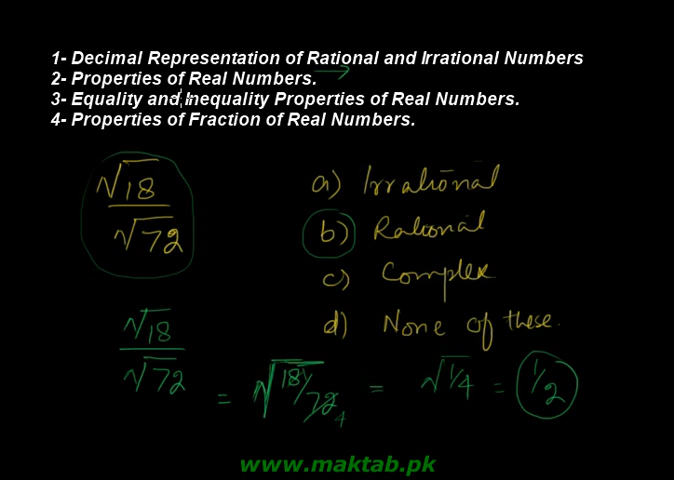 1- Decimal Representation of Rational and Irrational Numbers
2- Properties of Real Numbers.
3- Equality and Inequality Properties of Real Numbers.
4- Properties of Fraction of Real Numbers.
√18/√72
a) Irrational
b) Rational
c) Complex
d) None of these.
√18/√72 = √18/72 = √1/4 = 1/2
1
4
www.maktab.pk